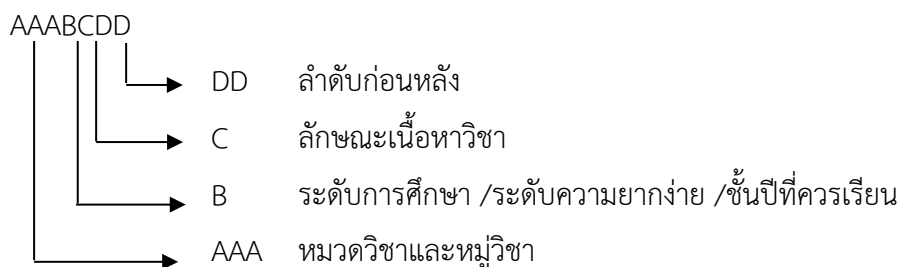 AAABCDD
DD ลำดับก่อนหลัง
C ลักษณะเนื้อหาวิชา
B ระดับการศึกษา /ระดับความยากง่าย /ชั้นปีที่ควรเรียน
AAA หมวดวิชาและหมู่วิชา